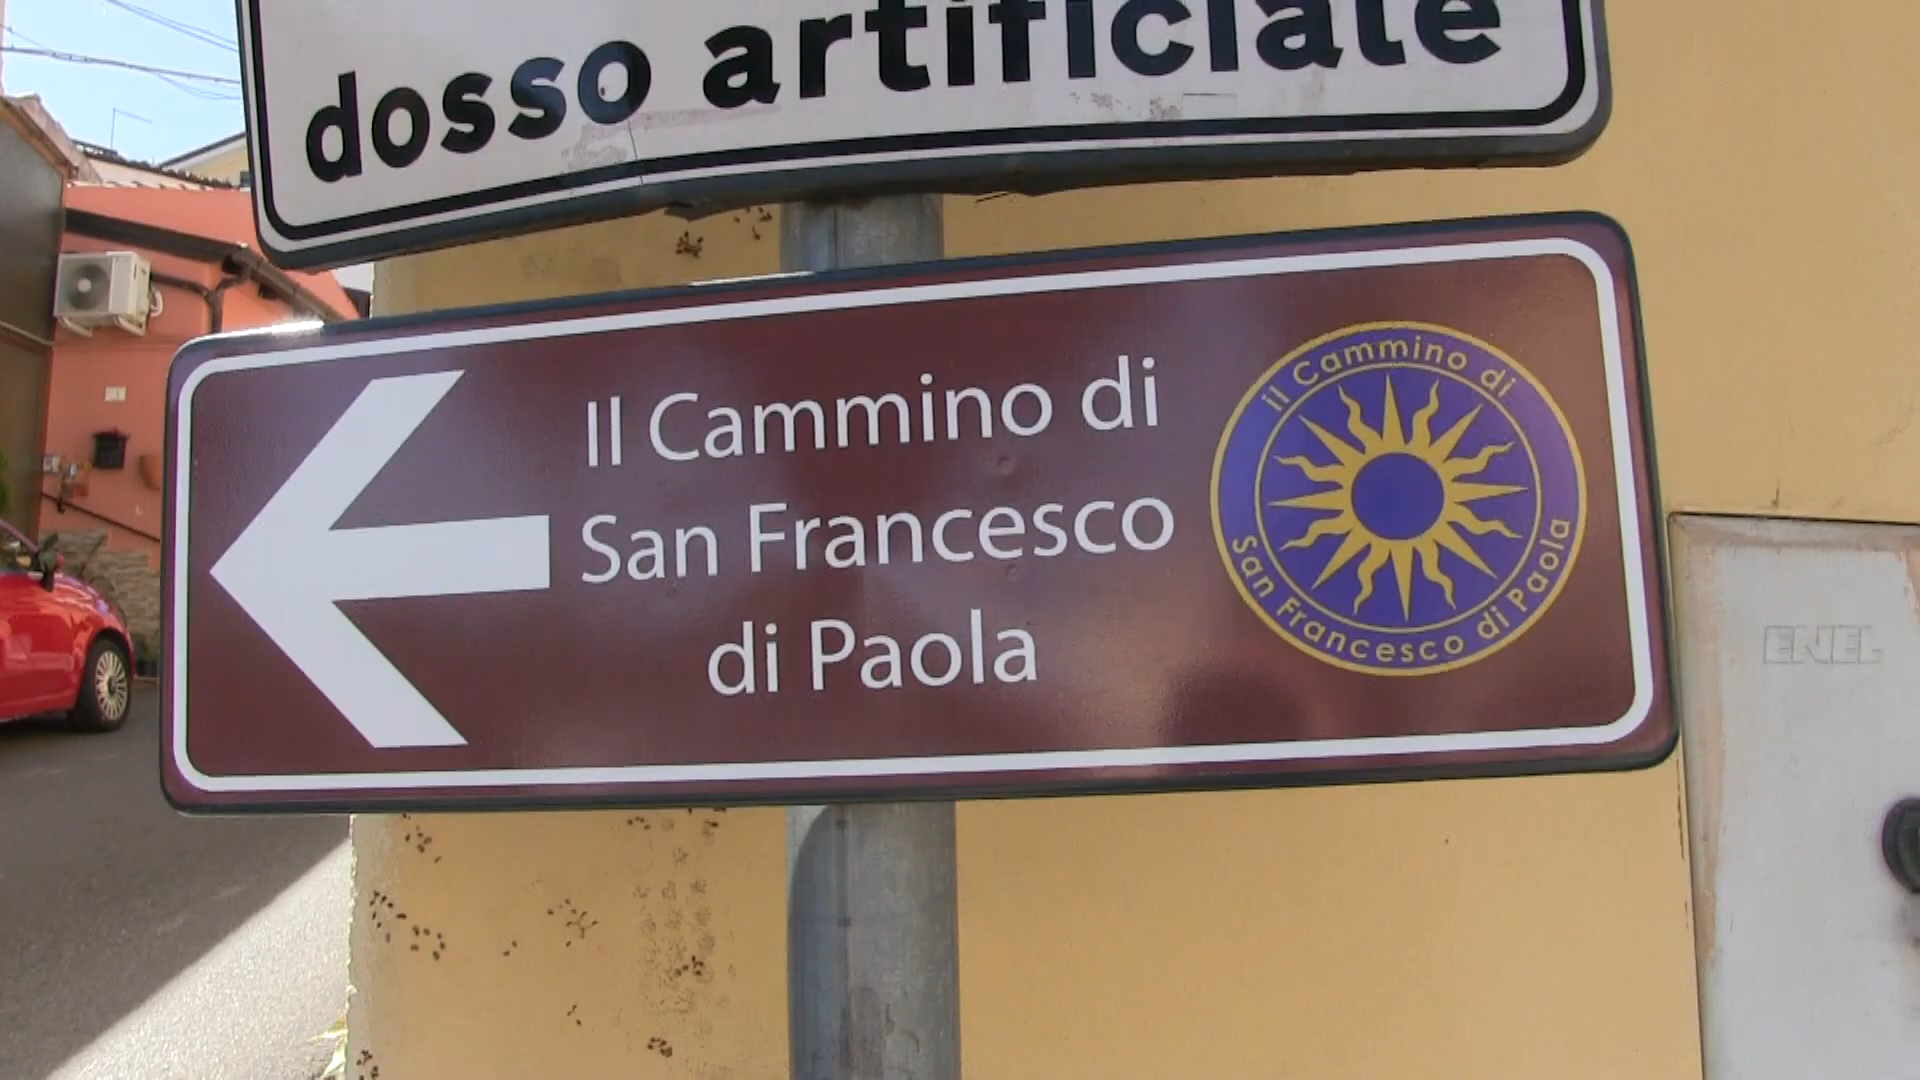 dosso artificiale
Il Cammino di
San Francesco
di Paola
il Cammino di
San Francesco di Paola
ENEL